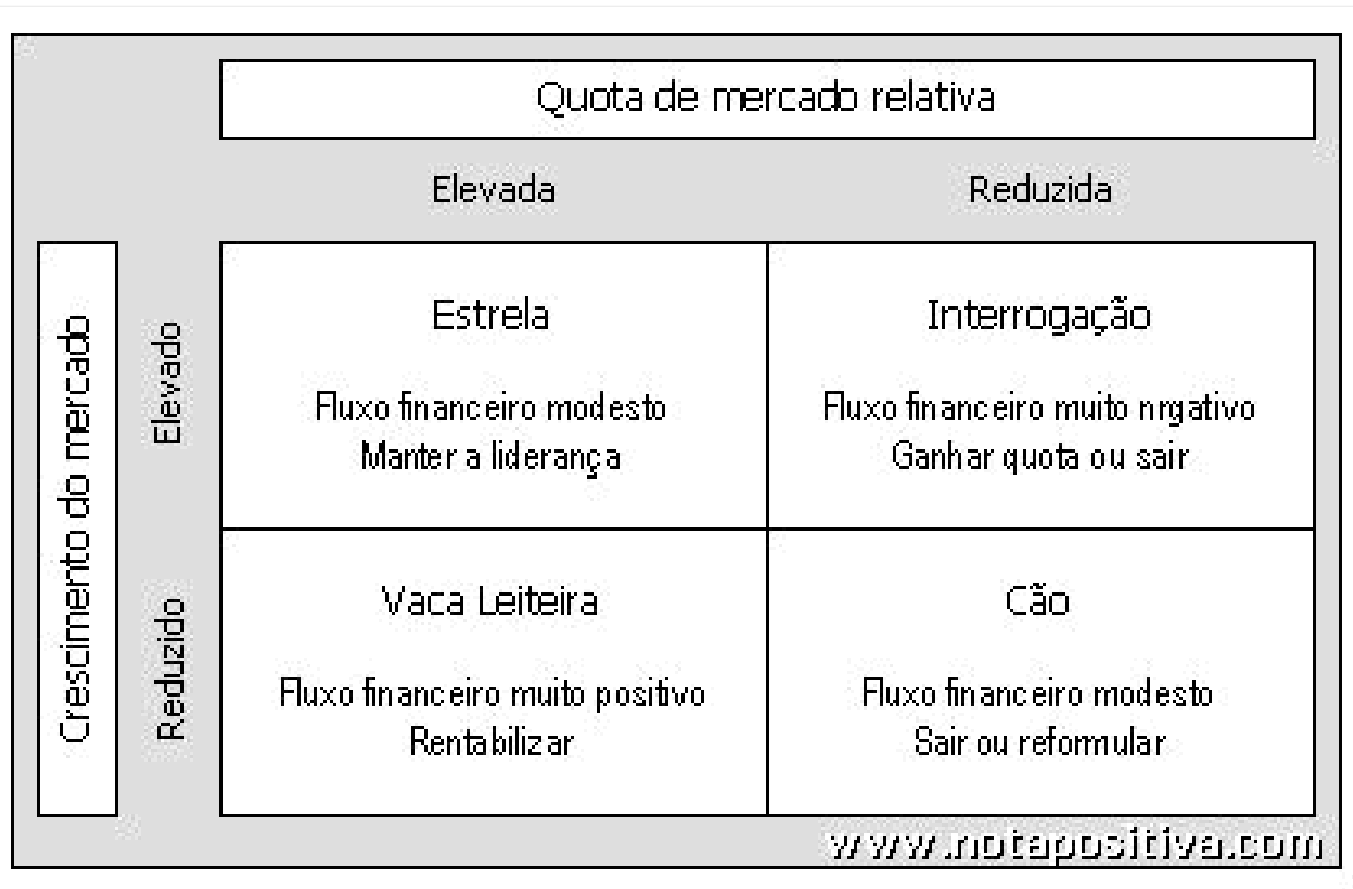 Quota de mercado relativa
Elevada
Reduzida
Crescimento do mercado
Elevado
Estrela
Fluxo financeiro modesto
Manter a liderança
Interrogação
Fluxo financeiro muito nrgativo
Ganhar quota ou sair
Reduzido
Vaca Leiteira
Fluxo financeiro muito positivo
Rentabilizar
Cão
Fluxo financeiro modesto
Sair ou reformular
www.notapositiva.com